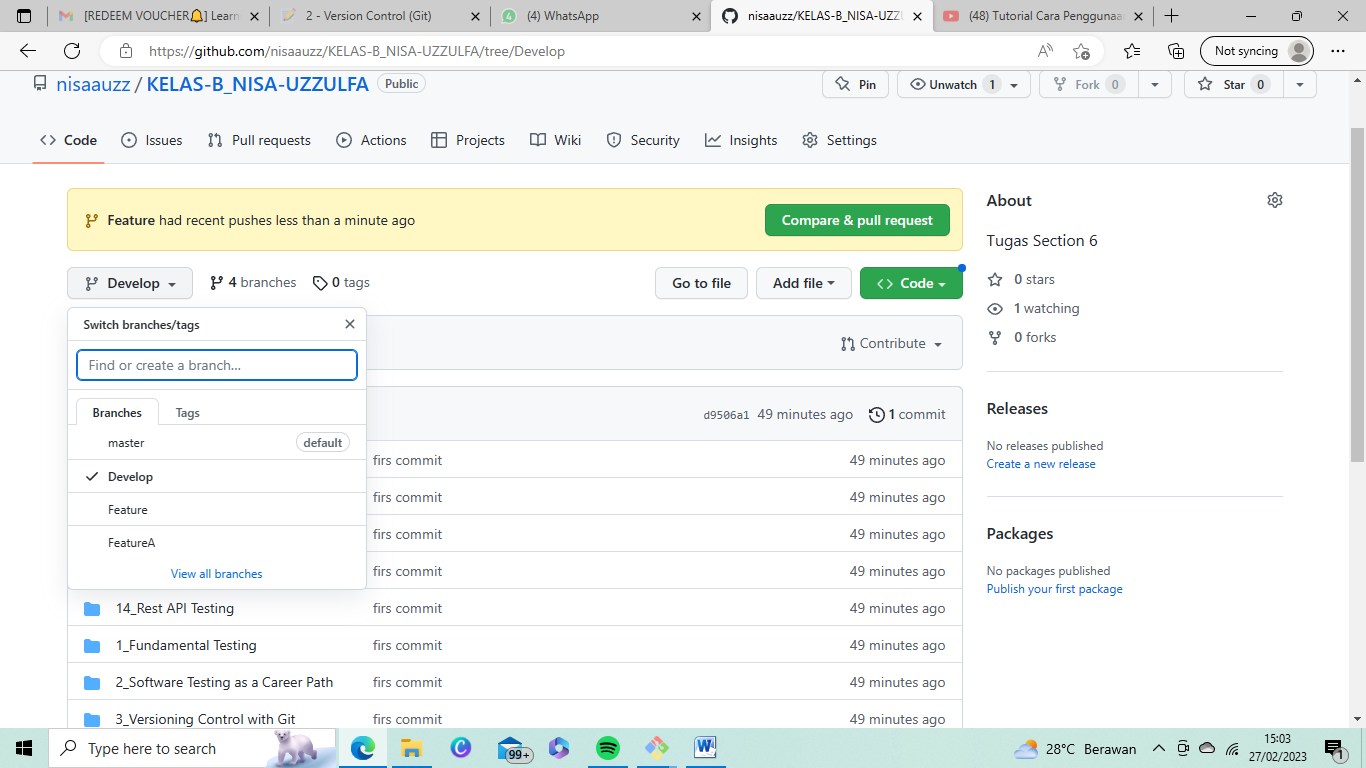 [REDEEM VOUCHER🔔] Learn
2 - Version Control (Git)
(4) WhatsApp
nisaauzz/KELAS-B_NISA-UZZU
(48) Tutorial Cara Penggunaan
https://github.com/nisaauzz/KELAS-B_NISA-UZZULFA/tree/Develop
Not syncing
nisaauzz / KELAS-B_NISA-UZZULFA Public
Pin
Unwatch 1
Fork 0
Star 0
Code
Issues
Pull requests
Actions
Projects
Wiki
Security
Insights
Settings
Feature had recent pushes less than a minute ago
Compare & pull request
Develop
4 branches
0 tags
Go to file
Add file
Code
Switch branches/tags
Find or create a branch...
Branches
Tags
master default
Develop
Feature
FeatureA
View all branches
Contribute
d9506a1 49 minutes ago 1 commit
firs commit 49 minutes ago
firs commit 49 minutes ago
firs commit 49 minutes ago
firs commit 49 minutes ago
14_Rest API Testing firs commit 49 minutes ago
1_Fundamental Testing firs commit 49 minutes ago
2_Software Testing as a Career Path firs commit 49 minutes ago
3_Versioning Control with Git firs commit 49 minutes ago
About
Tugas Section 6
0 stars
1 watching
0 forks
Releases
No releases published
Create a new release
Packages
No packages published
Publish your first package
Type here to search
99+
28°C Berawan
15:03
27/02/2023
1